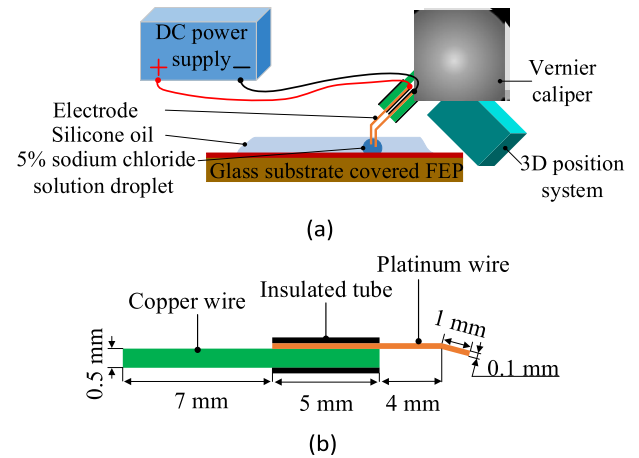 DC power
supply
+
−
Vernier
caliper
Electrode
Silicone oil
5% sodium chloride
solution droplet
Glass substrate covered FEP
3D position
system
(a)
Platinum wire
Insulated tube
Copper wire
1 mm
0.5 mm
0.1 mm
7 mm
5 mm
4 mm
(b)